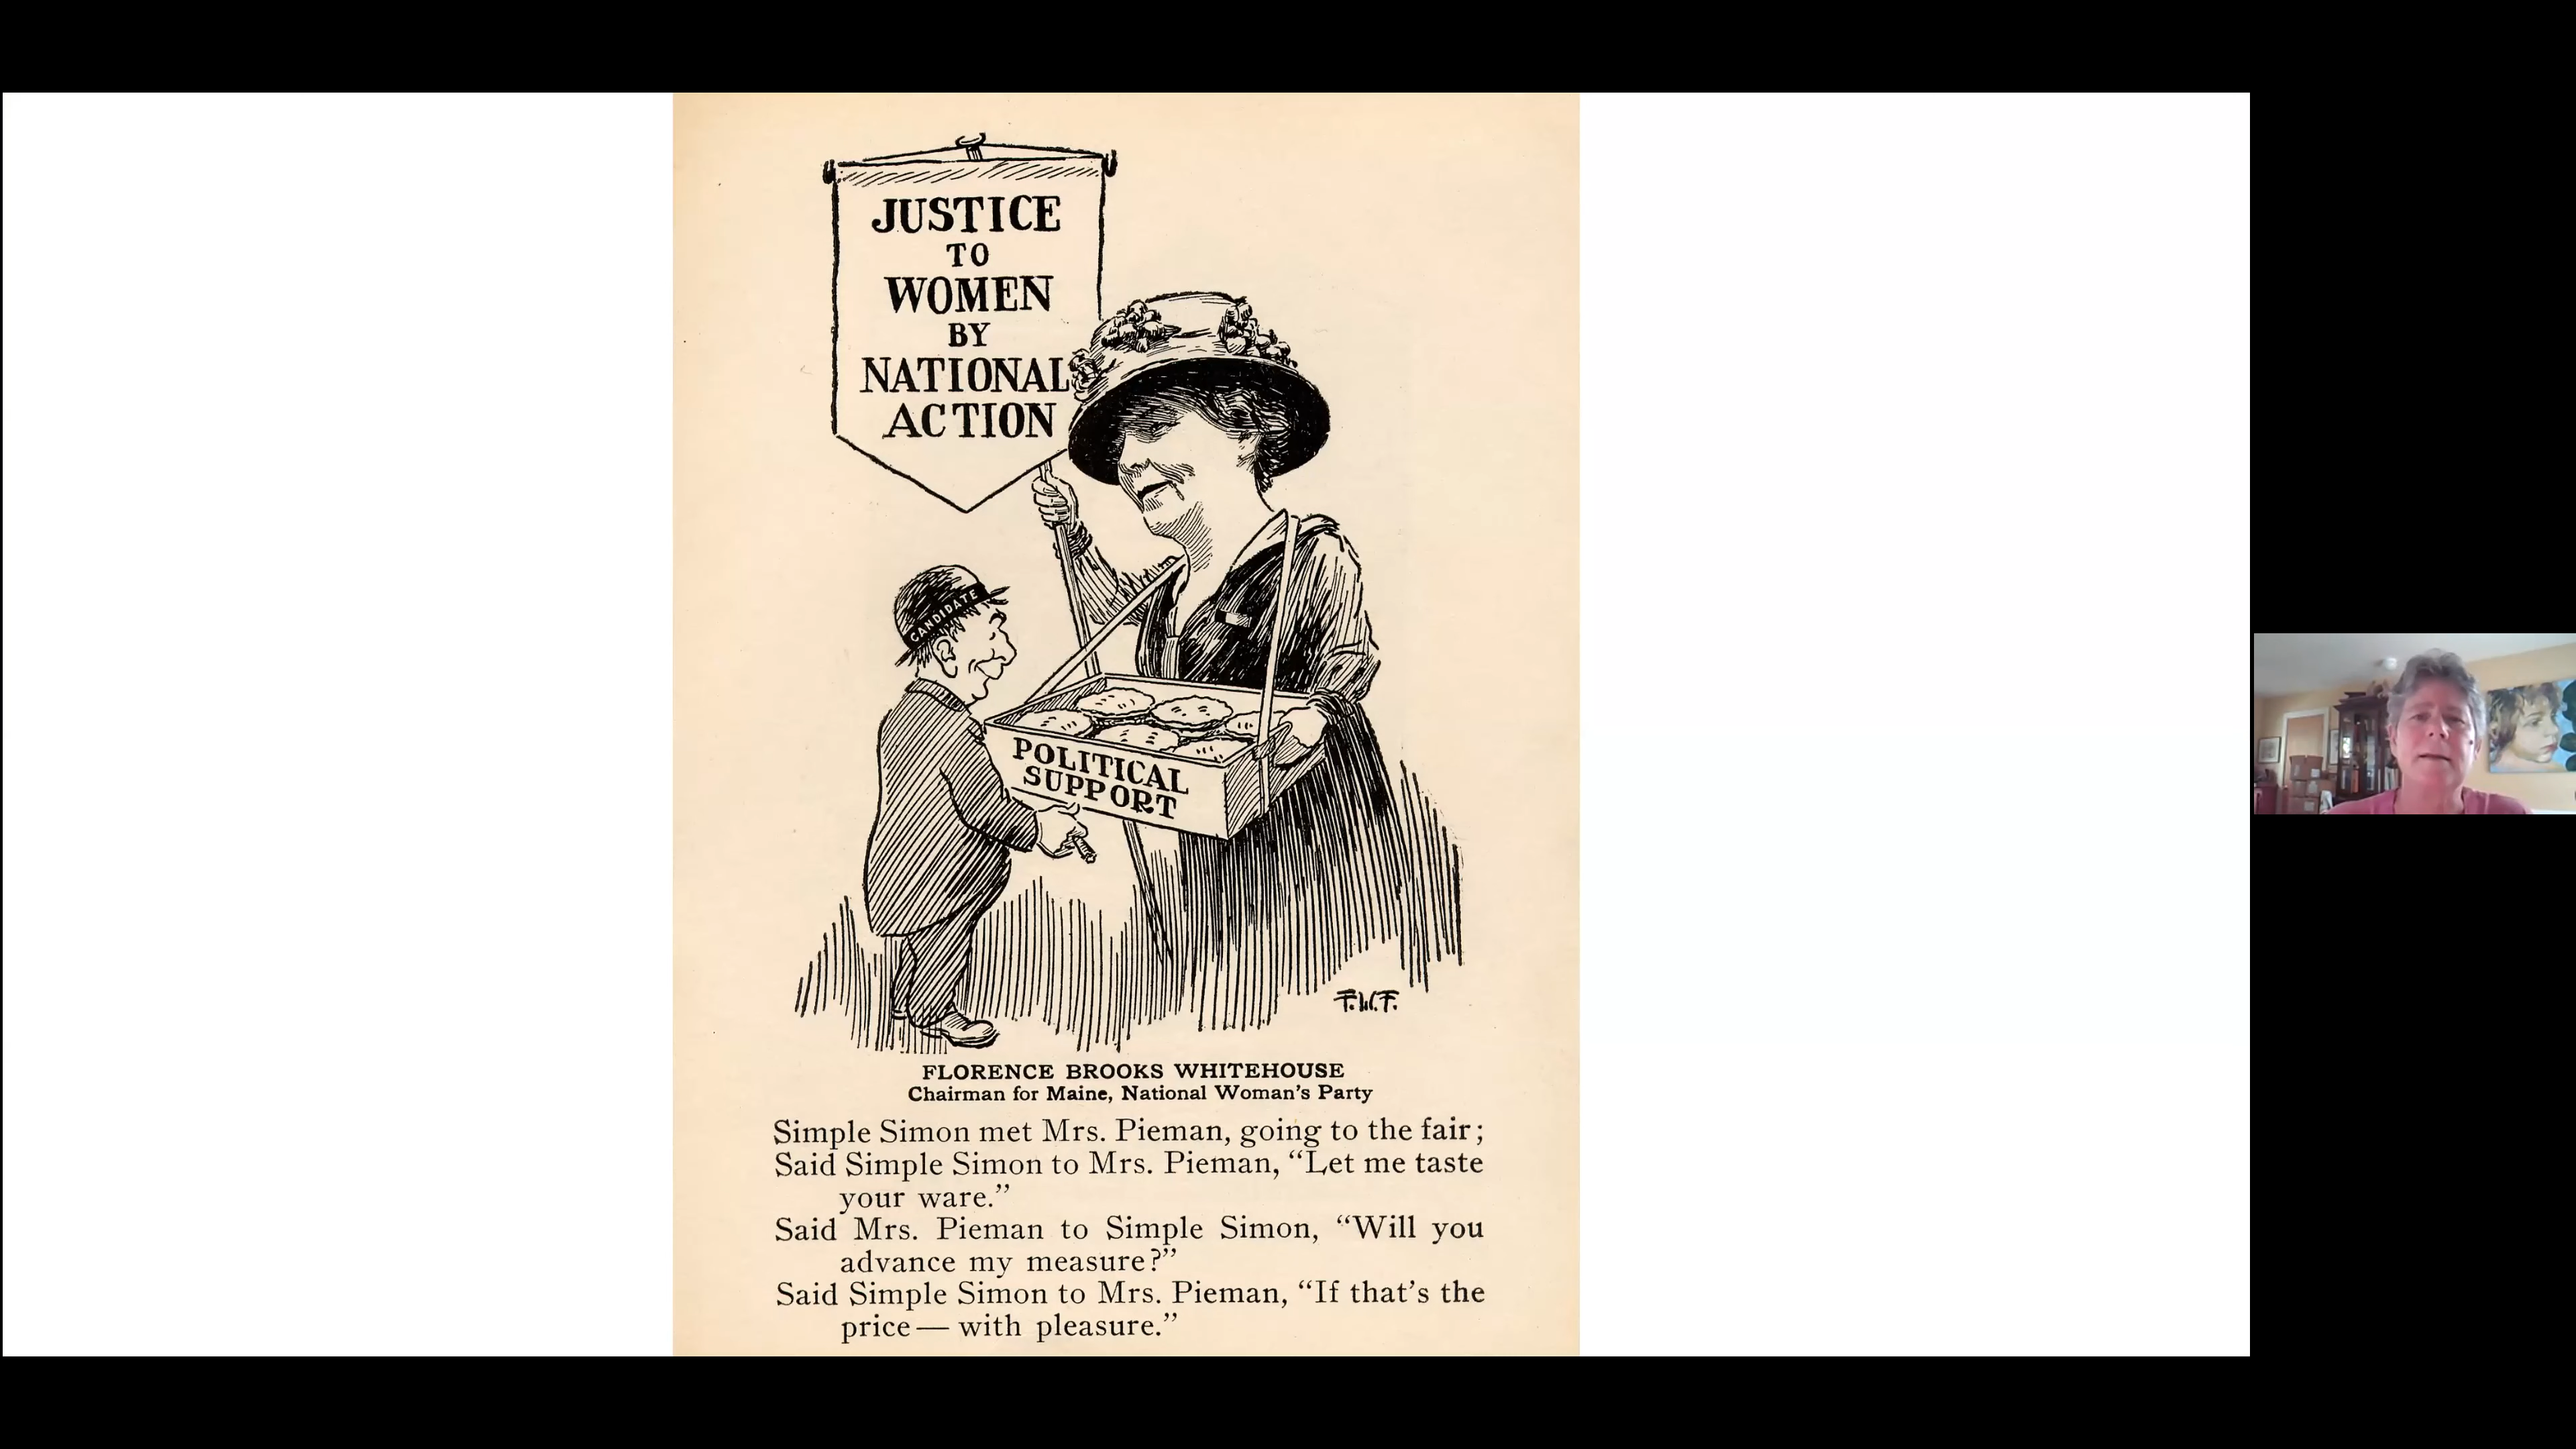 JUSTICE
TO
WOMEN
BY
NATIONAL
ACTION
CANDIDATE
POLITICAL
SUPPORT
F.W.F.
FLORENCE BROOKS WHITEHOUSE
Chairman for Maine, National Woman's Party
Simple Simon met Mrs. Pieman, going to the fair;
Said Simple Simon to Mrs. Pieman, “Let me taste
your ware.”
Said Mrs. Pieman to Simple Simon, “Will you
advance my measure?”
Said Simple Simon to Mrs. Pieman, “If that's the
price — with pleasure.”